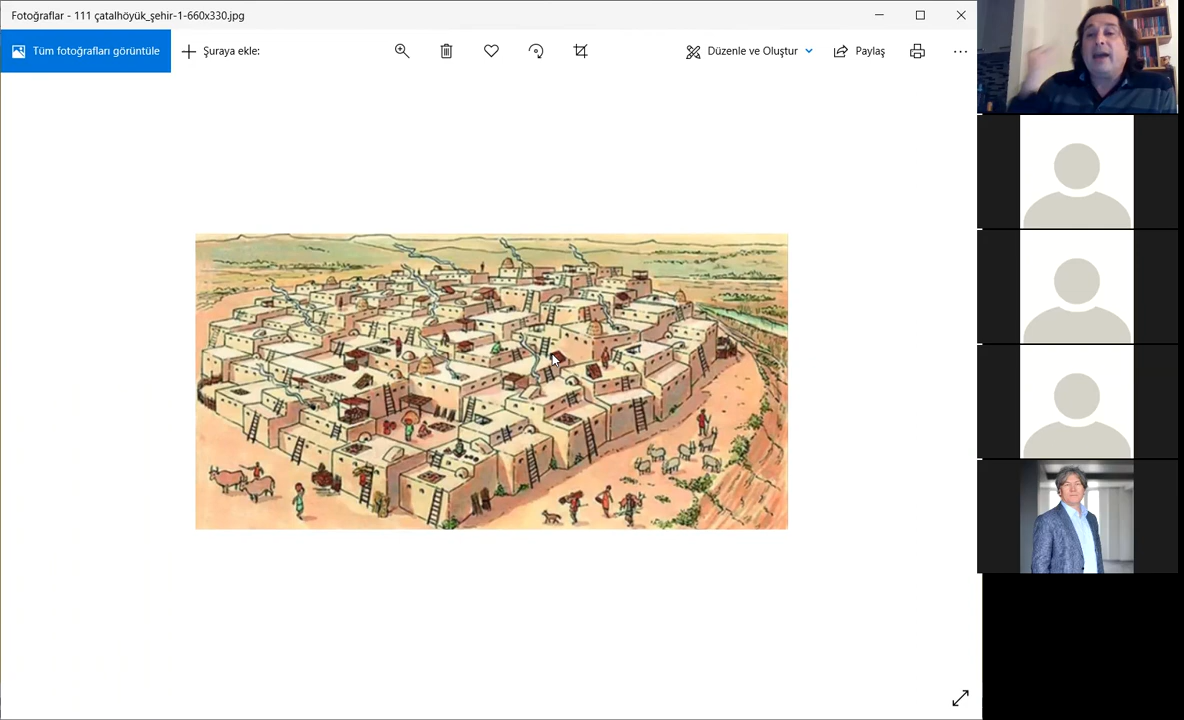 Fotoğraflar - 111 çatalhöyük_şehir-1-660x330.jpg
Tüm fotoğrafları görüntüle
Şuraya ekle:
Düzenle ve Oluştur
Paylaş